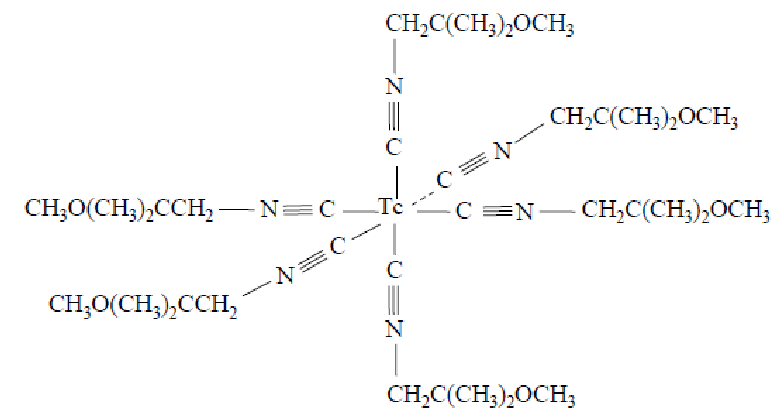 CH₂C(CH₃)₂OCH₃
N
C
CH₂C(CH₃)₂OCH₃
N
C
CH₃O(CH₃)₂CCH₂ — N ≡ C — Tc — C ≡ N — CH₂C(CH₃)₂OCH₃
C
N
CH₃O(CH₃)₂CCH₂
C
N
CH₂C(CH₃)₂OCH₃